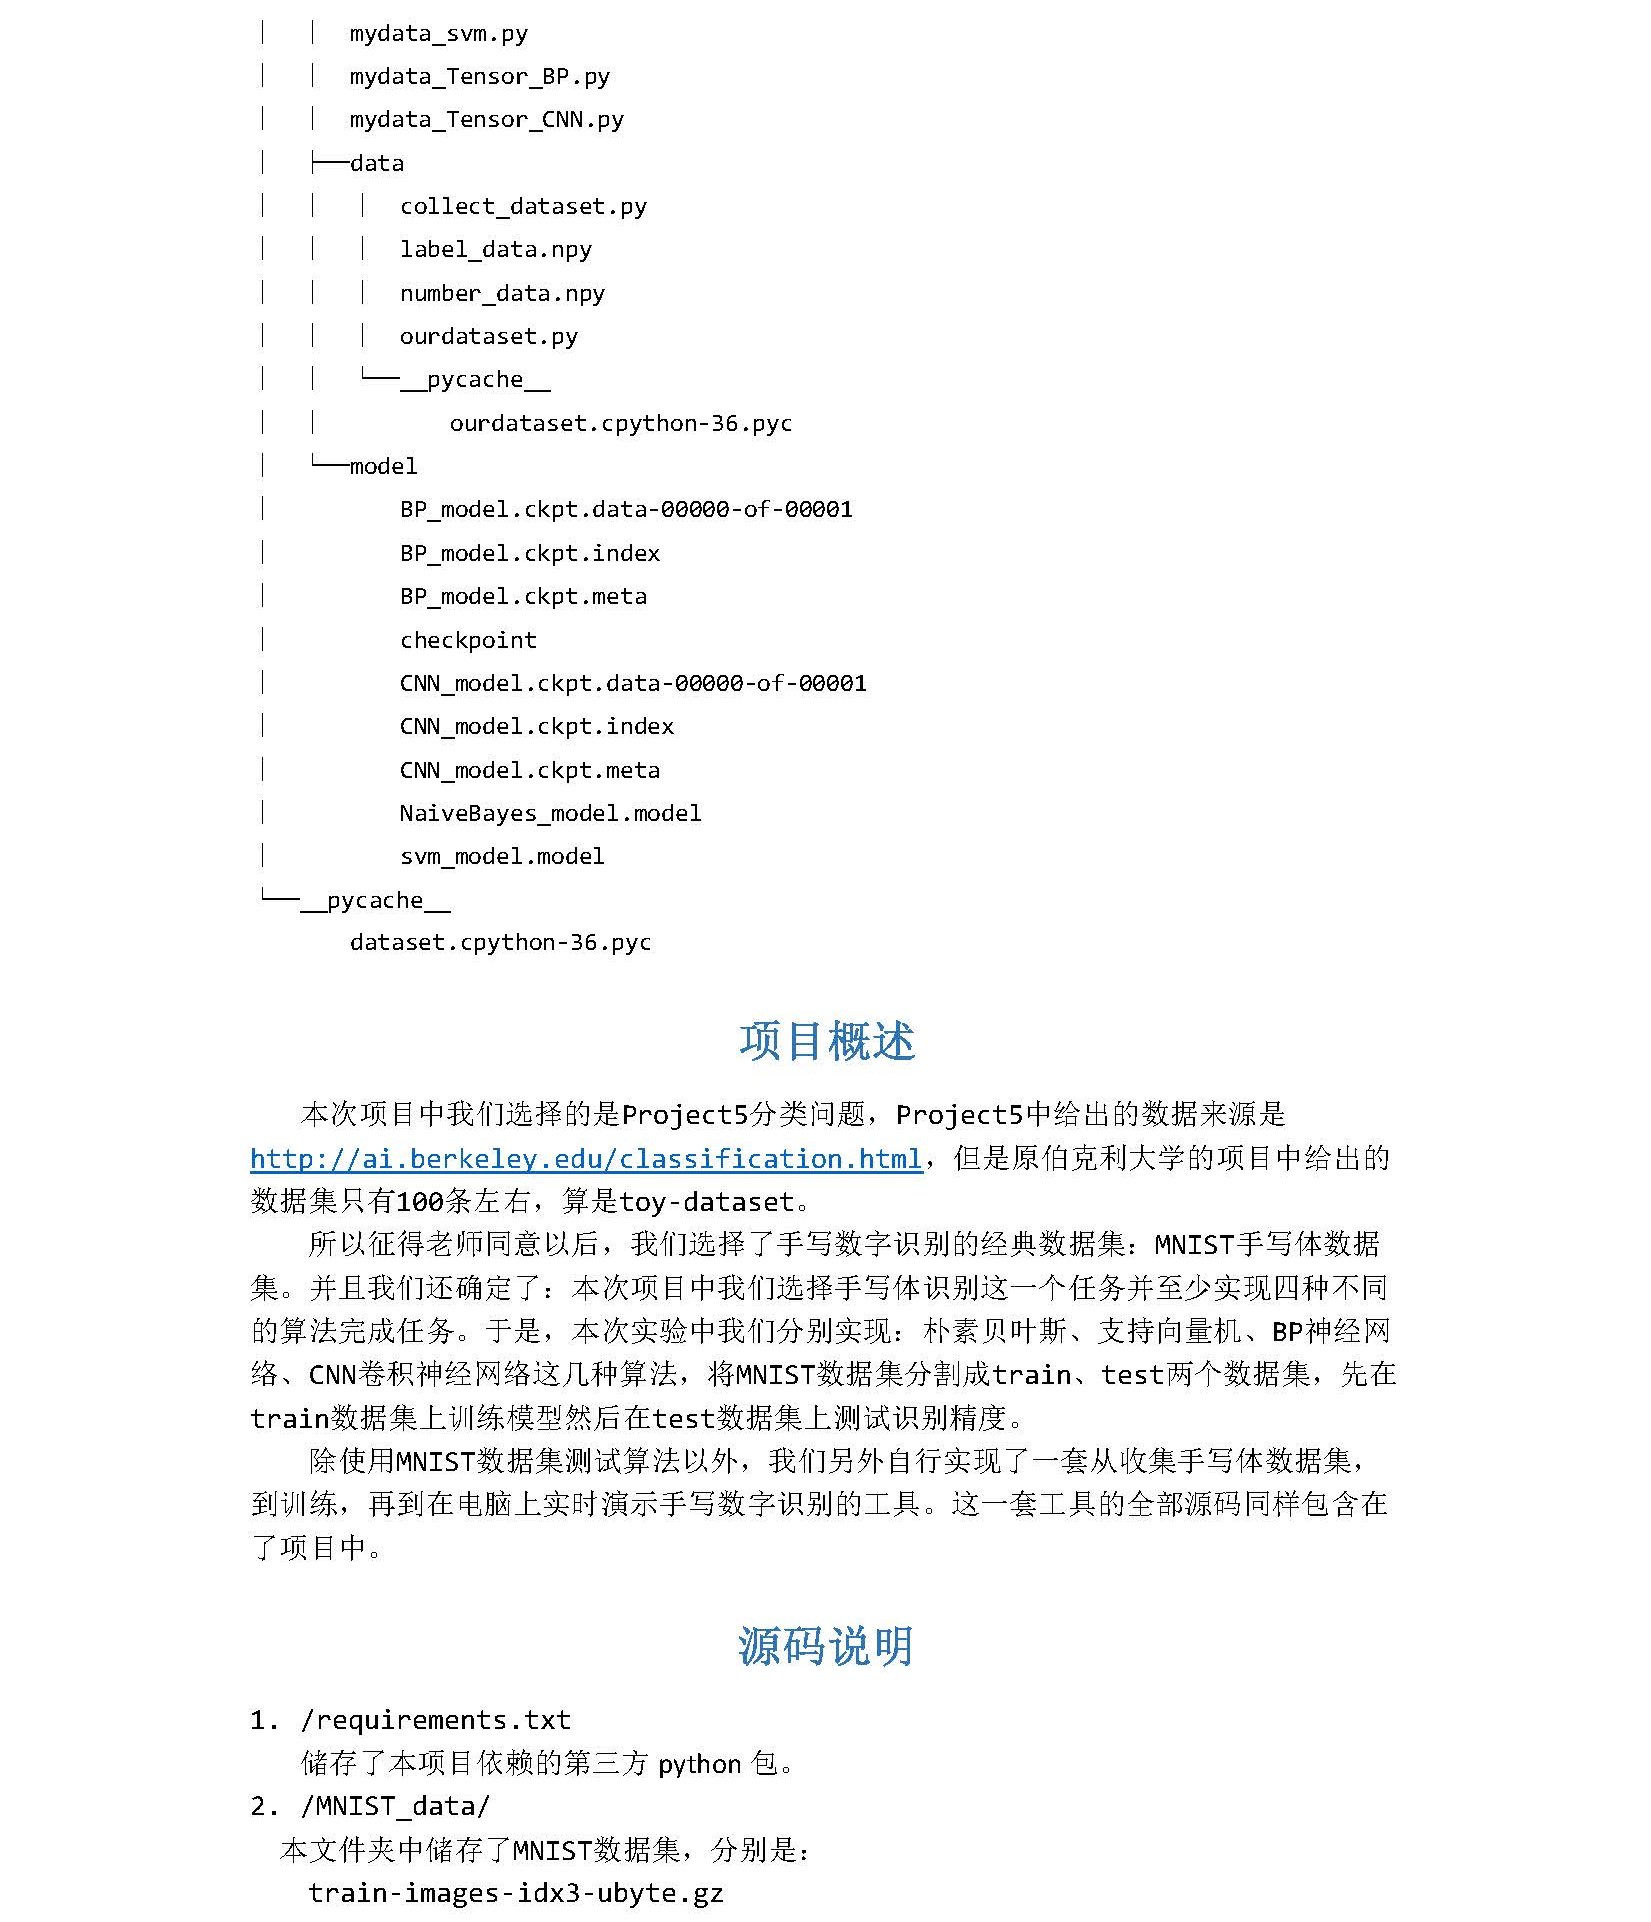 │   │   mydata_svm.py
│   │   mydata_Tensor_BP.py
│   │   mydata_Tensor_CNN.py
│   ├──data
│   │   │   collect_dataset.py
│   │   │   label_data.npy
│   │   │   number_data.npy
│   │   │   ourdataset.py
│   │   └──__pycache__
│   │           ourdataset.cpython-36.pyc
│   └──model
│           BP_model.ckpt.data-00000-of-00001
│           BP_model.ckpt.index
│           BP_model.ckpt.meta
│           checkpoint
│           CNN_model.ckpt.data-00000-of-00001
│           CNN_model.ckpt.index
│           CNN_model.ckpt.meta
│           NaiveBayes_model.model
│           svm_model.model
└──__pycache__
        dataset.cpython-36.pyc
项目概述
本次项目中我们选择的是Project5分类问题，Project5中给出的数据来源是
http://ai.berkeley.edu/classification.html，但是原伯克利大学的项目中给出的
数据集只有100条左右，算是toy-dataset。
所以征得老师同意以后，我们选择了手写数字识别的经典数据集：MNIST手写体数据
集。并且我们还确定了：本次项目中我们选择手写体识别这一个任务并至少实现四种不同
的算法完成任务。于是，本次实验中我们分别实现：朴素贝叶斯、支持向量机、BP神经网
络、CNN卷积神经网络这几种算法，将MNIST数据集分割成train、test两个数据集，先在
train数据集上训练模型然后在test数据集上测试识别精度。
除使用MNIST数据集测试算法以外，我们另外自行实现了一套从收集手写体数据集，
到训练，再到在电脑上实时演示手写数字识别的工具。这一套工具的全部源码同样包含在
了项目中。
源码说明
1. /requirements.txt
储存了本项目依赖的第三方 python 包。
2. /MNIST_data/
本文件夹中储存了MNIST数据集，分别是：
train-images-idx3-ubyte.gz